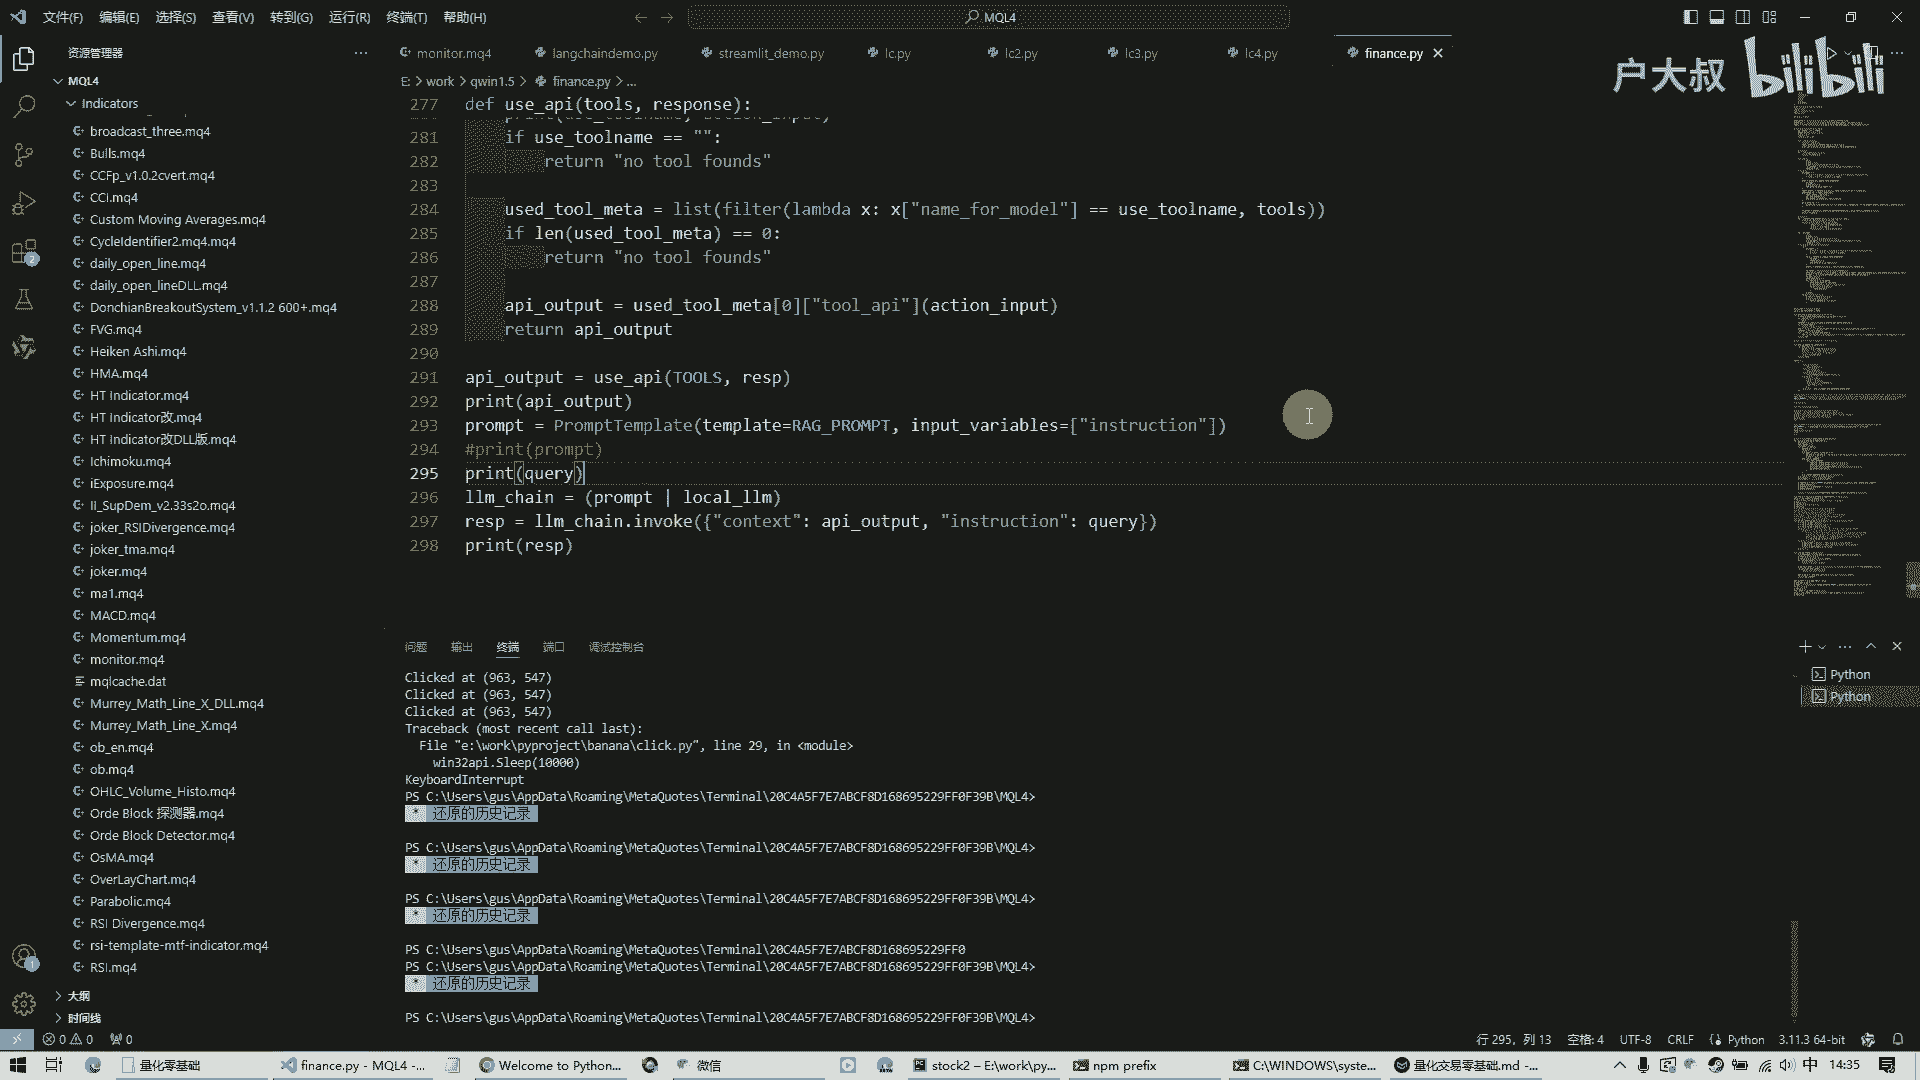 文件(F) 编辑(E) 选择(S) 查看(V) 转到(G) 运行(R) 终端(T) 帮助(H)
MQL4
资源管理器
monitor.mq4 langchaindemo.py streamlit_demo.py lc.py lc2.py lc3.py lc4.py finance.py
户大叔 bilibili
E: > work > qwin1.5 > finance.py > ...
MQL4
Indicators
broadcast_three.mq4
Bulls.mq4
CCFp_v1.0.2cvert.mq4
CCI.mq4
Custom Moving Averages.mq4
CycleIdentifier2.mq4.mq4
daily_open_line.mq4
daily_open_lineDLL.mq4
DonchianBreakoutSystem_v1.1.2 600+.mq4
FVG.mq4
Heiken Ashi.mq4
HMA.mq4
HT Indicator.mq4
HT Indicator改.mq4
HT Indicator改DLL版.mq4
Ichimoku.mq4
iExposure.mq4
II_SupDem_v2.33s2o.mq4
joker_RSIDivergence.mq4
joker_tma.mq4
joker.mq4
ma1.mq4
MACD.mq4
Momentum.mq4
monitor.mq4
mqlcache.dat
Murrey_Math_Line_X_DLL.mq4
Murrey_Math_Line_X.mq4
ob_en.mq4
ob.mq4
OHLC_Volume_Histo.mq4
Orde Block 探测器.mq4
Orde Block Detector.mq4
OsMA.mq4
OverLayChart.mq4
Parabolic.mq4
RSI Divergence.mq4
rsi-template-mtf-indicator.mq4
RSI.mq4
大纲
时间线
277 def use_api(tools, response):
281 if use_toolname == "":
282 return "no tool founds"
283
284 used_tool_meta = list(filter(lambda x: x["name_for_model"] == use_toolname, tools))
285 if len(used_tool_meta) == 0:
286 return "no tool founds"
287
288 api_output = used_tool_meta[0]["tool_api"](action_input)
289 return api_output
290
291 api_output = use_api(TOOLS, resp)
292 print(api_output)
293 prompt = PromptTemplate(template=RAG_PROMPT, input_variables=["instruction"])
294 #print(prompt)
295 print(query)
296 llm_chain = (prompt | local_llm)
297 resp = llm_chain.invoke({"context": api_output, "instruction": query})
298 print(resp)
问题 输出 终端 端口 调试控制台
Python
Python
Clicked at (963, 547)
Clicked at (963, 547)
Clicked at (963, 547)
Traceback (most recent call last):
File "e:\work\pyproject\banana\click.py", line 29, in <module>
win32api.Sleep(10000)
KeyboardInterrupt
PS C:\Users\gus\AppData\Roaming\MetaQuotes\Terminal\20C4A5F7E7ABCF8D168695229FF0F39B\MQL4>
* 还原的历史记录
PS C:\Users\gus\AppData\Roaming\MetaQuotes\Terminal\20C4A5F7E7ABCF8D168695229FF0F39B\MQL4>
* 还原的历史记录
PS C:\Users\gus\AppData\Roaming\MetaQuotes\Terminal\20C4A5F7E7ABCF8D168695229FF0F39B\MQL4>
* 还原的历史记录
PS C:\Users\gus\AppData\Roaming\MetaQuotes\Terminal\20C4A5F7E7ABCF8D168695229FF0
PS C:\Users\gus\AppData\Roaming\MetaQuotes\Terminal\20C4A5F7E7ABCF8D168695229FF0F39B\MQL4>
* 还原的历史记录
PS C:\Users\gus\AppData\Roaming\MetaQuotes\Terminal\20C4A5F7E7ABCF8D168695229FF0F39B\MQL4>
0 0 0 行 295，列 13 空格: 4 UTF-8 CRLF Python 3.11.3 64-bit
量化零基础 finance.py - MQL4 -... Welcome to Python... 微信 stock2 – E:\work\py... npm prefix C:\WINDOWS\syste... 量化交易零基础.md -... 中 14:35